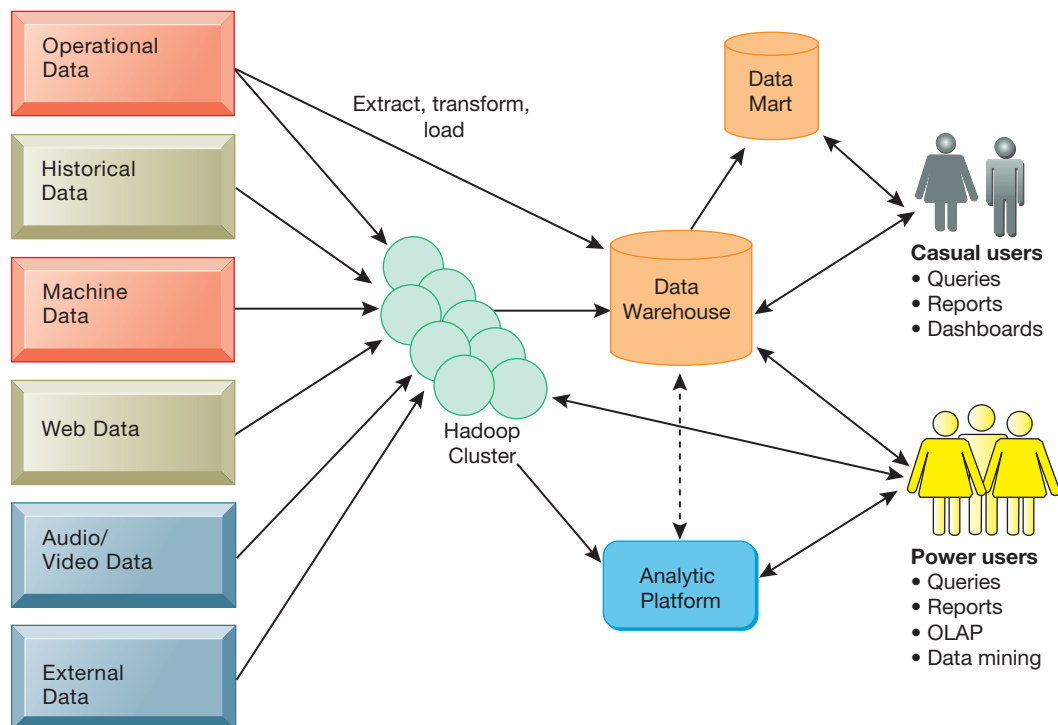 Operational
Data
Historical
Data
Machine
Data
Web Data
Audio/
Video Data
External
Data
Extract, transform,
load
Hadoop
Cluster
Data
Mart
Data
Warehouse
Analytic
Platform
Casual users
• Queries
• Reports
• Dashboards
Power users
• Queries
• Reports
• OLAP
• Data mining